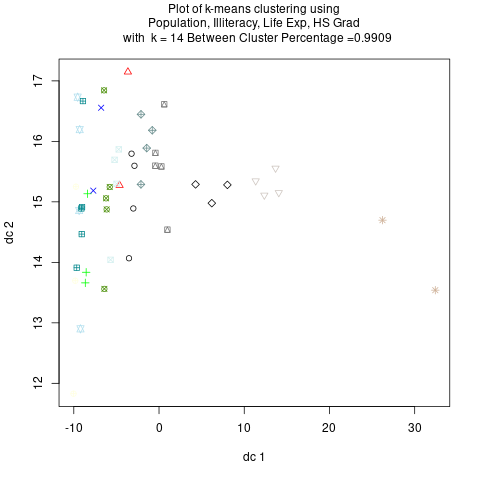 Plot of k-means clustering using
Population, Illiteracy, Life Exp, HS Grad
with k = 14 Between Cluster Percentage =0.9909
17
16
15
14
13
12
dc 2
-10 0 10 20 30
dc 1